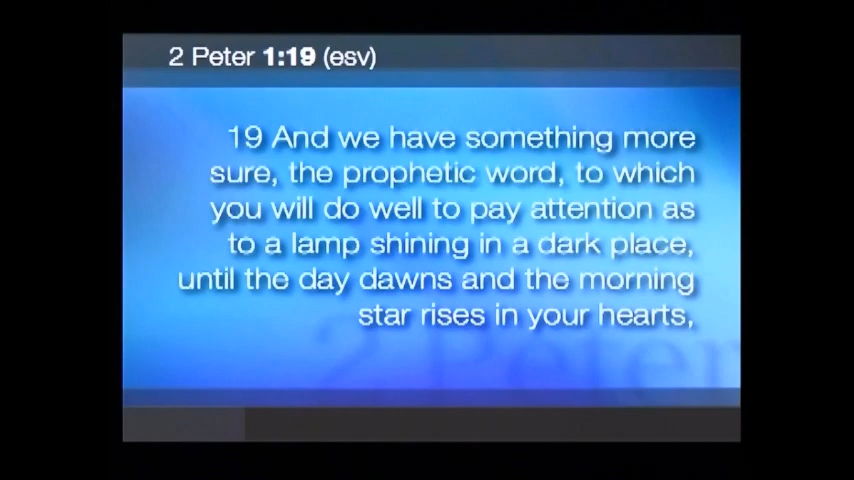 2 Peter 1:19 (esv)
19 And we have something more
sure, the prophetic word, to which
you will do well to pay attention as
to a lamp shining in a dark place,
until the day dawns and the morning
star rises in your hearts,
2 Peter